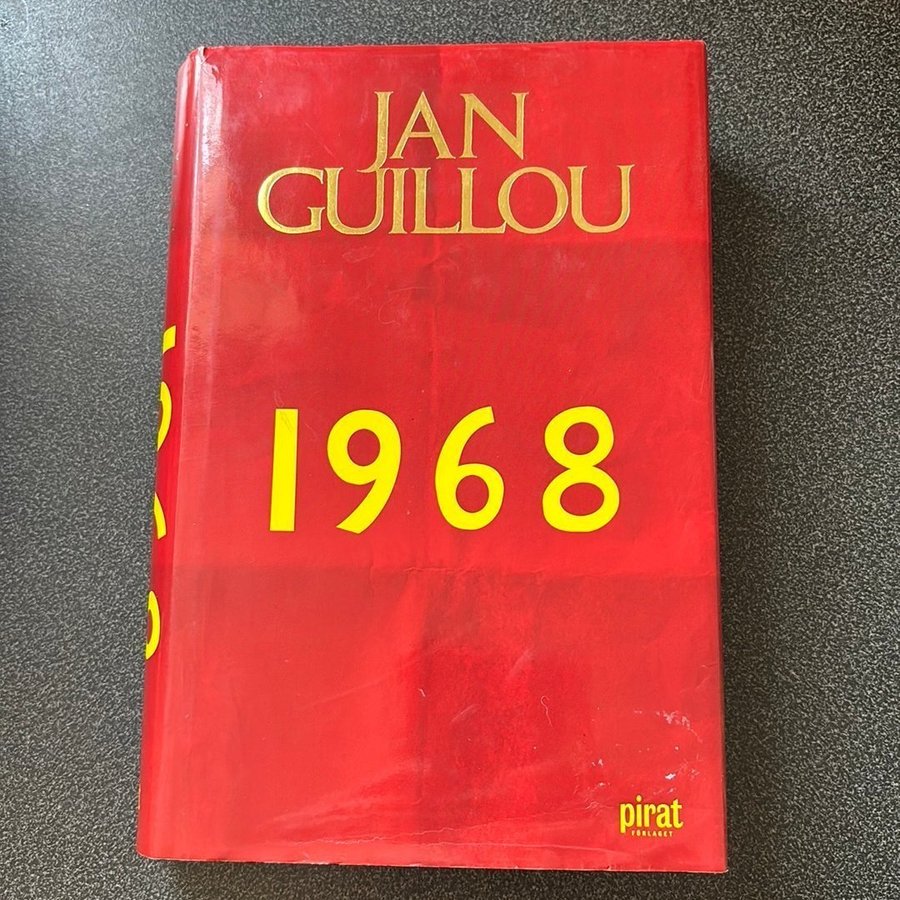 JAN
GUILLOU
1968
pirat
FÖRLAGET